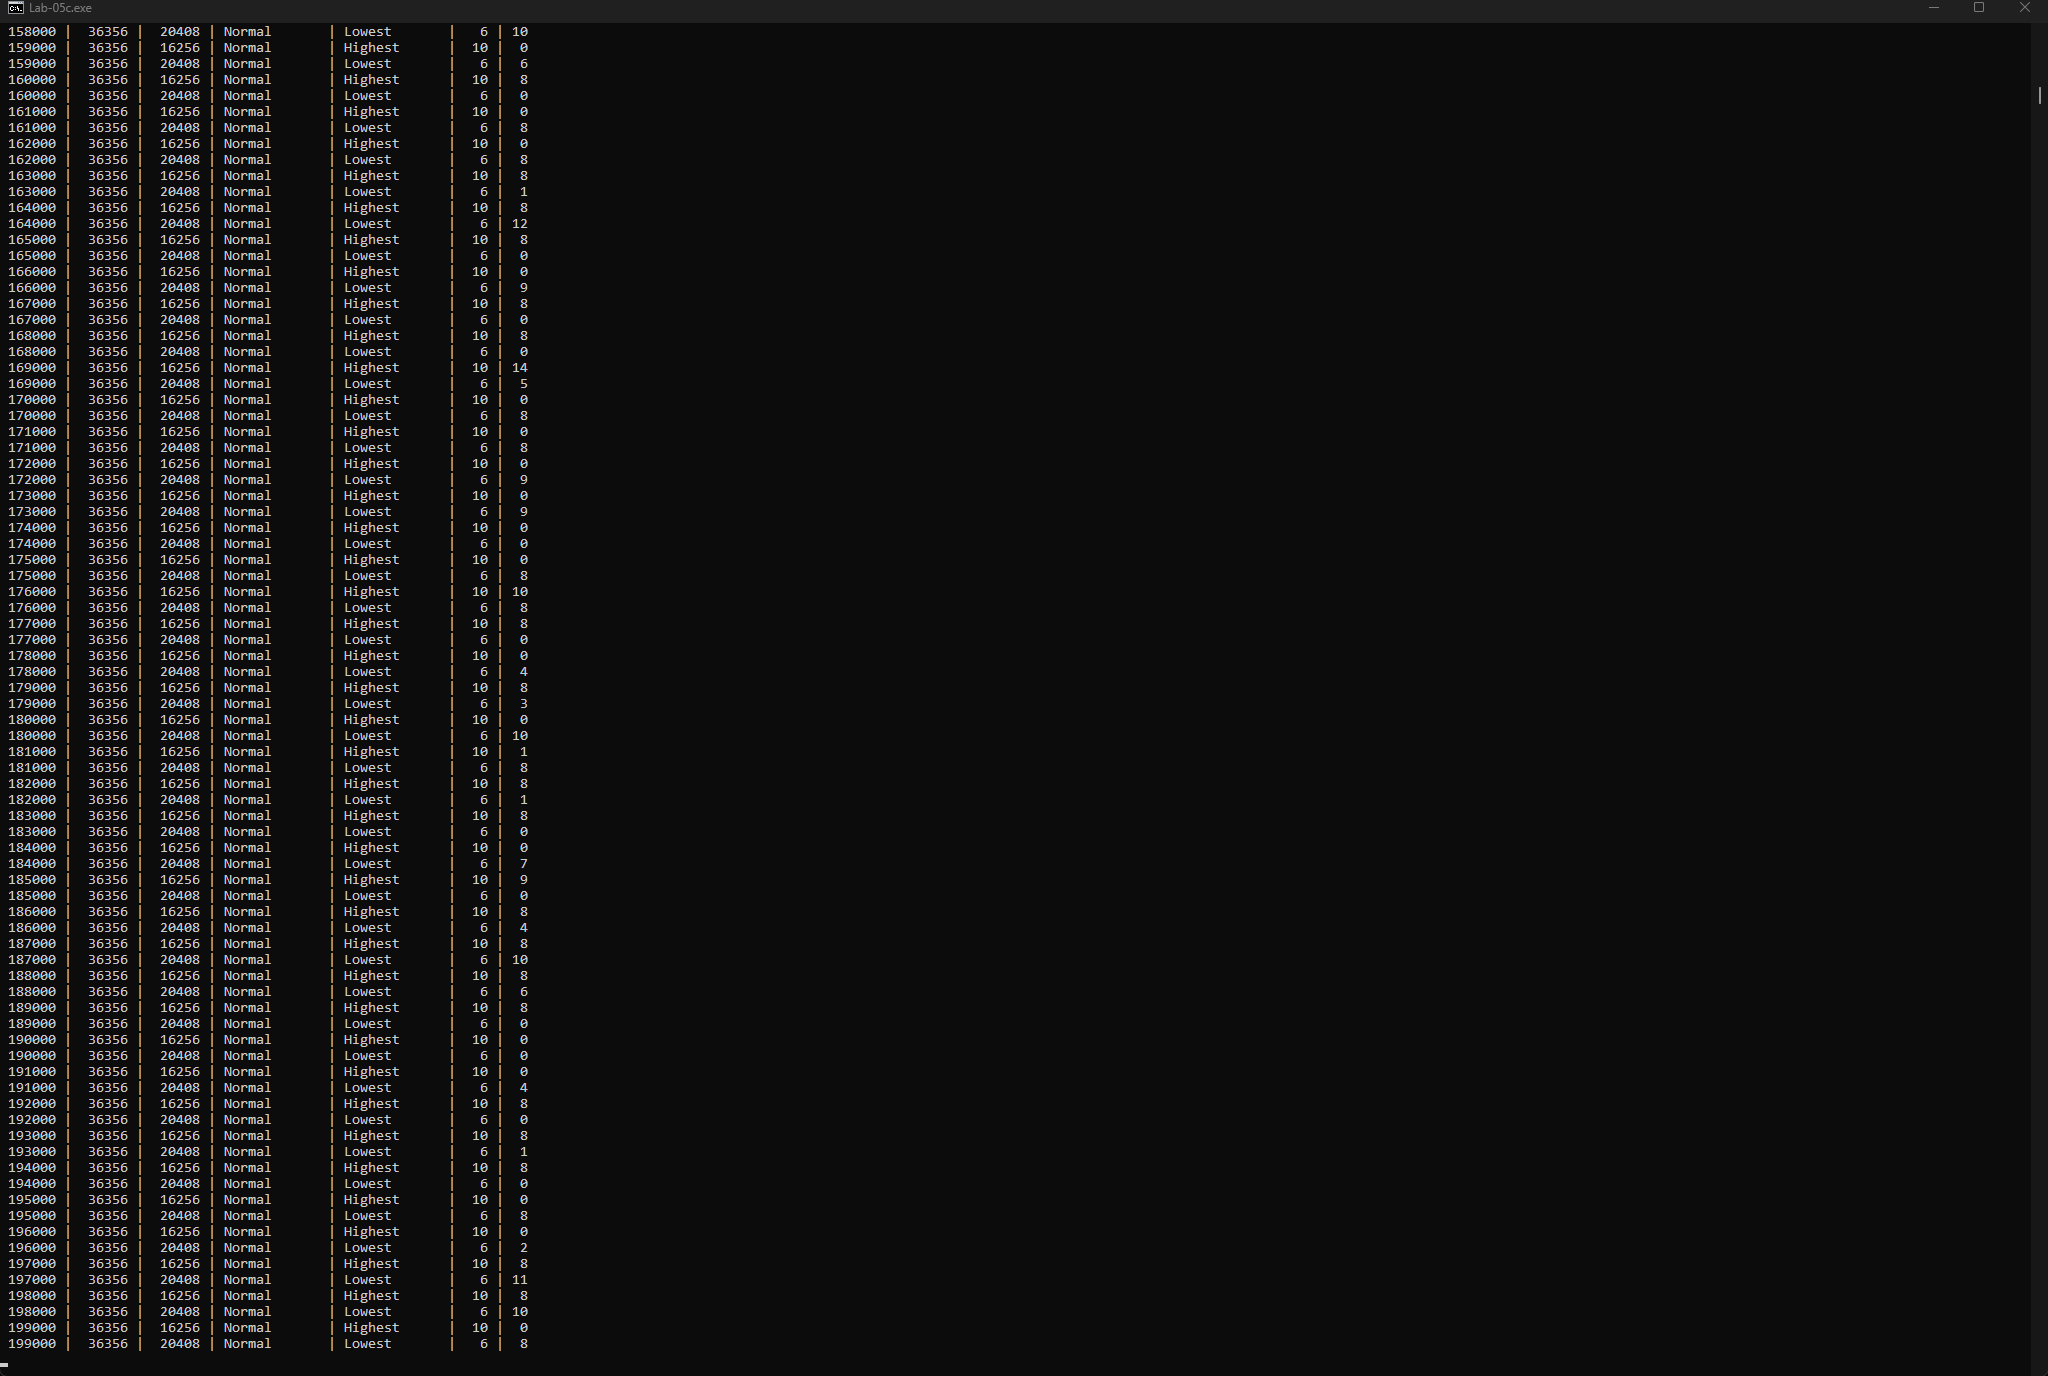 Lab-05c.exe
158000 |  36356 |  20408 | Normal       | Lowest       |   6 | 10
159000 |  36356 |  16256 | Normal       | Highest      |  10 |  0
159000 |  36356 |  20408 | Normal       | Lowest       |   6 |  6
160000 |  36356 |  16256 | Normal       | Highest      |  10 |  8
160000 |  36356 |  20408 | Normal       | Lowest       |   6 |  0
161000 |  36356 |  16256 | Normal       | Highest      |  10 |  0
161000 |  36356 |  20408 | Normal       | Lowest       |   6 |  8
162000 |  36356 |  16256 | Normal       | Highest      |  10 |  0
162000 |  36356 |  20408 | Normal       | Lowest       |   6 |  8
163000 |  36356 |  16256 | Normal       | Highest      |  10 |  8
163000 |  36356 |  20408 | Normal       | Lowest       |   6 |  1
164000 |  36356 |  16256 | Normal       | Highest      |  10 |  8
164000 |  36356 |  20408 | Normal       | Lowest       |   6 | 12
165000 |  36356 |  16256 | Normal       | Highest      |  10 |  8
165000 |  36356 |  20408 | Normal       | Lowest       |   6 |  0
166000 |  36356 |  16256 | Normal       | Highest      |  10 |  0
166000 |  36356 |  20408 | Normal       | Lowest       |   6 |  9
167000 |  36356 |  16256 | Normal       | Highest      |  10 |  8
167000 |  36356 |  20408 | Normal       | Lowest       |   6 |  0
168000 |  36356 |  16256 | Normal       | Highest      |  10 |  8
168000 |  36356 |  20408 | Normal       | Lowest       |   6 |  0
169000 |  36356 |  16256 | Normal       | Highest      |  10 | 14
169000 |  36356 |  20408 | Normal       | Lowest       |   6 |  5
170000 |  36356 |  16256 | Normal       | Highest      |  10 |  0
170000 |  36356 |  20408 | Normal       | Lowest       |   6 |  8
171000 |  36356 |  16256 | Normal       | Highest      |  10 |  0
171000 |  36356 |  20408 | Normal       | Lowest       |   6 |  8
172000 |  36356 |  16256 | Normal       | Highest      |  10 |  0
172000 |  36356 |  20408 | Normal       | Lowest       |   6 |  9
173000 |  36356 |  16256 | Normal       | Highest      |  10 |  0
173000 |  36356 |  20408 | Normal       | Lowest       |   6 |  9
174000 |  36356 |  16256 | Normal       | Highest      |  10 |  0
174000 |  36356 |  20408 | Normal       | Lowest       |   6 |  0
175000 |  36356 |  16256 | Normal       | Highest      |  10 |  0
175000 |  36356 |  20408 | Normal       | Lowest       |   6 |  8
176000 |  36356 |  16256 | Normal       | Highest      |  10 | 10
176000 |  36356 |  20408 | Normal       | Lowest       |   6 |  8
177000 |  36356 |  16256 | Normal       | Highest      |  10 |  8
177000 |  36356 |  20408 | Normal       | Lowest       |   6 |  0
178000 |  36356 |  16256 | Normal       | Highest      |  10 |  0
178000 |  36356 |  20408 | Normal       | Lowest       |   6 |  4
179000 |  36356 |  16256 | Normal       | Highest      |  10 |  8
179000 |  36356 |  20408 | Normal       | Lowest       |   6 |  3
180000 |  36356 |  16256 | Normal       | Highest      |  10 |  0
180000 |  36356 |  20408 | Normal       | Lowest       |   6 | 10
181000 |  36356 |  16256 | Normal       | Highest      |  10 |  1
181000 |  36356 |  20408 | Normal       | Lowest       |   6 |  8
182000 |  36356 |  16256 | Normal       | Highest      |  10 |  8
182000 |  36356 |  20408 | Normal       | Lowest       |   6 |  1
183000 |  36356 |  16256 | Normal       | Highest      |  10 |  8
183000 |  36356 |  20408 | Normal       | Lowest       |   6 |  0
184000 |  36356 |  16256 | Normal       | Highest      |  10 |  0
184000 |  36356 |  20408 | Normal       | Lowest       |   6 |  7
185000 |  36356 |  16256 | Normal       | Highest      |  10 |  9
185000 |  36356 |  20408 | Normal       | Lowest       |   6 |  0
186000 |  36356 |  16256 | Normal       | Highest      |  10 |  8
186000 |  36356 |  20408 | Normal       | Lowest       |   6 |  4
187000 |  36356 |  16256 | Normal       | Highest      |  10 |  8
187000 |  36356 |  20408 | Normal       | Lowest       |   6 | 10
188000 |  36356 |  16256 | Normal       | Highest      |  10 |  8
188000 |  36356 |  20408 | Normal       | Lowest       |   6 |  6
189000 |  36356 |  16256 | Normal       | Highest      |  10 |  8
189000 |  36356 |  20408 | Normal       | Lowest       |   6 |  0
190000 |  36356 |  16256 | Normal       | Highest      |  10 |  0
190000 |  36356 |  20408 | Normal       | Lowest       |   6 |  0
191000 |  36356 |  16256 | Normal       | Highest      |  10 |  0
191000 |  36356 |  20408 | Normal       | Lowest       |   6 |  4
192000 |  36356 |  16256 | Normal       | Highest      |  10 |  8
192000 |  36356 |  20408 | Normal       | Lowest       |   6 |  0
193000 |  36356 |  16256 | Normal       | Highest      |  10 |  8
193000 |  36356 |  20408 | Normal       | Lowest       |   6 |  1
194000 |  36356 |  16256 | Normal       | Highest      |  10 |  8
194000 |  36356 |  20408 | Normal       | Lowest       |   6 |  0
195000 |  36356 |  16256 | Normal       | Highest      |  10 |  0
195000 |  36356 |  20408 | Normal       | Lowest       |   6 |  8
196000 |  36356 |  16256 | Normal       | Highest      |  10 |  0
196000 |  36356 |  20408 | Normal       | Lowest       |   6 |  2
197000 |  36356 |  16256 | Normal       | Highest      |  10 |  8
197000 |  36356 |  20408 | Normal       | Lowest       |   6 | 11
198000 |  36356 |  16256 | Normal       | Highest      |  10 |  8
198000 |  36356 |  20408 | Normal       | Lowest       |   6 | 10
199000 |  36356 |  16256 | Normal       | Highest      |  10 |  0
199000 |  36356 |  20408 | Normal       | Lowest       |   6 |  8